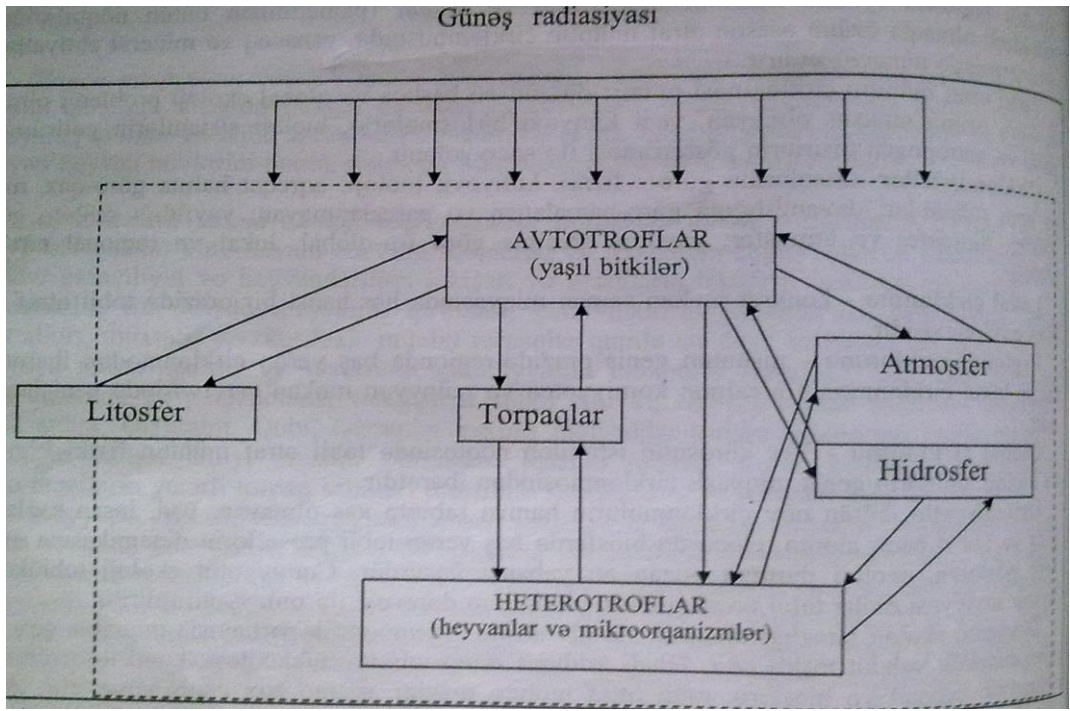 Günəş radiasiyası
AVTOTROFLAR
(yaşıl bitkilər)
Atmosfer
Litosfer
Torpaqlar
Hidrosfer
HETEROTROFLAR
(heyvanlar və mikroorqanizmlər)